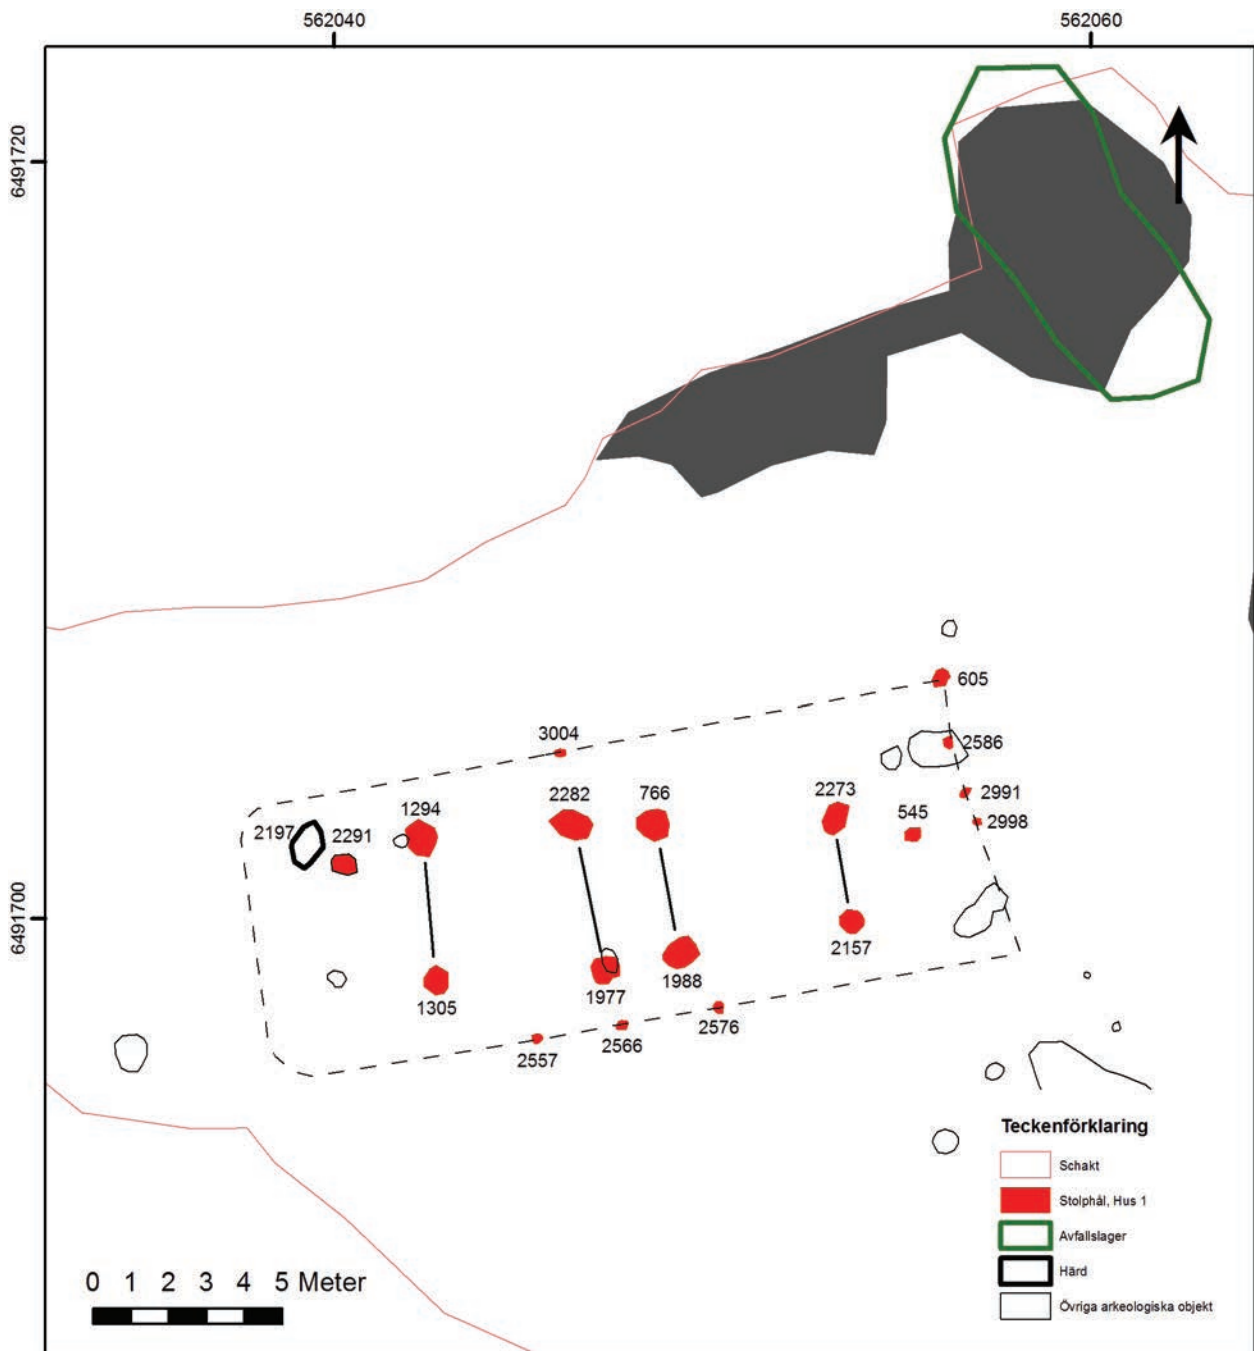 562040 562060
6491720
605
3004
2586
2991
2998
1294 2282 766 2273 545
2197 2291
6491700
2157
1305 1977 1988
2576
2566
2557
Teckenförklaring
Schakt
Stolphål, Hus 1
Avfallslager
Härd
Övriga arkeologiska objekt
0 1 2 3 4 5 Meter